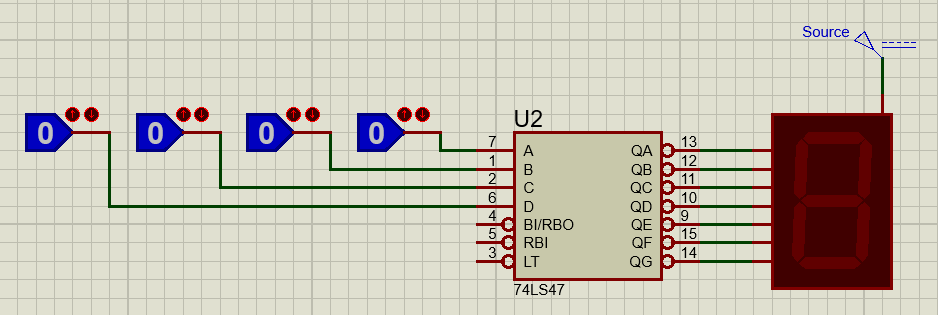 Source
0 0 0 0
U2
7 A QA 13
1 B QB 12
2 C QC 11
6 D QD 10
4 BI/RBO QE 9
5 RBI QF 15
3 LT QG 14
74LS47